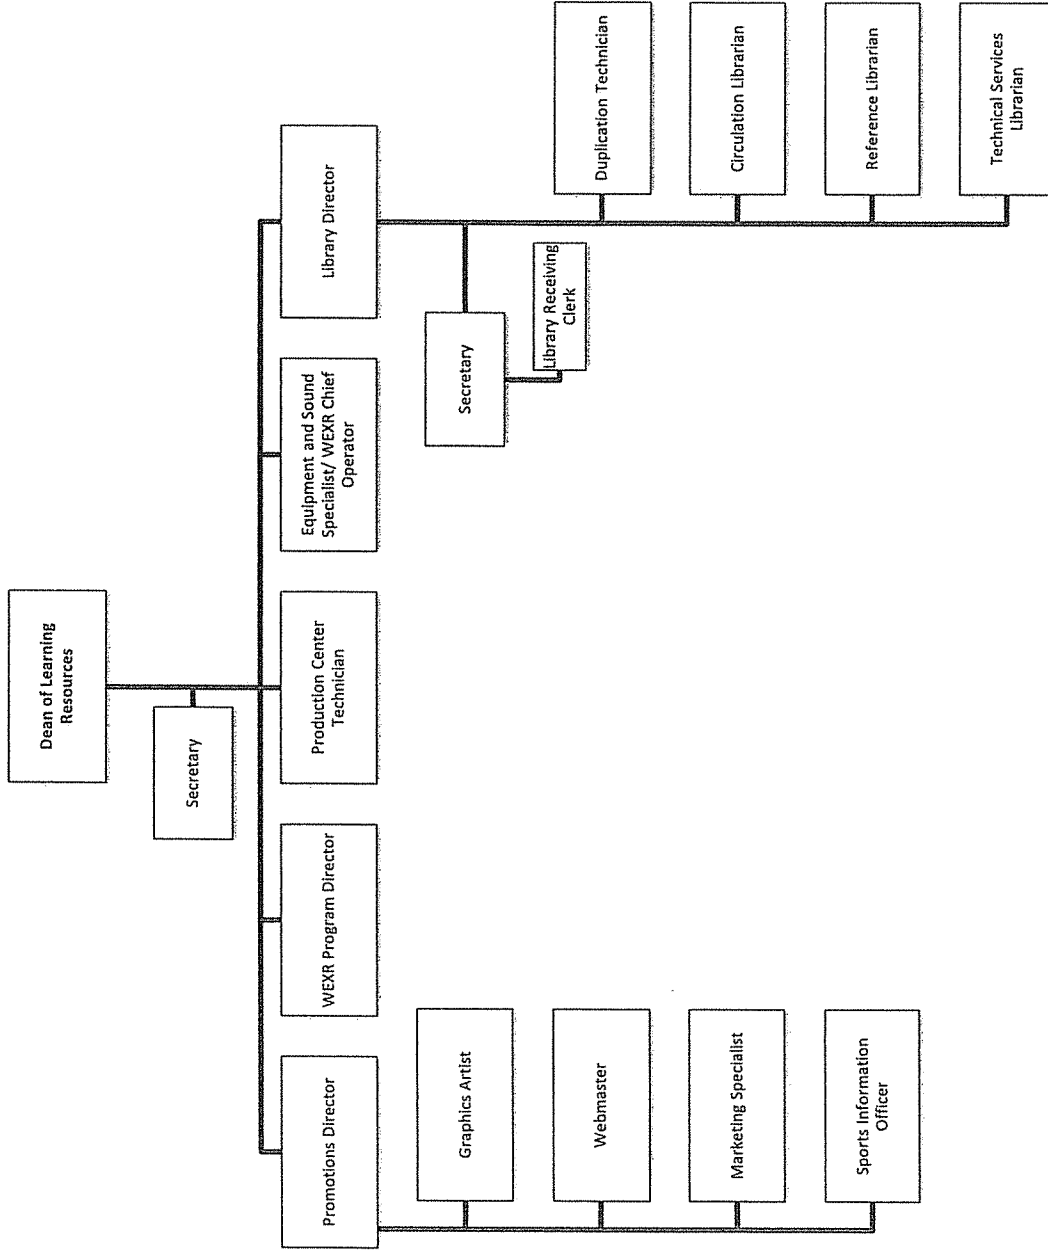 Dean of Learning
Resources
Secretary
Promotions Director
WEXR Program Director
Production Center
Technician
Equipment and Sound
Specialist/ WEXR Chief
Operator
Library Director
Graphics Artist
Webmaster
Marketing Specialist
Sports Information
Officer
Secretary
Library Receiving
Clerk
Duplication Technician
Circulation Librarian
Reference Librarian
Technical Services
Librarian